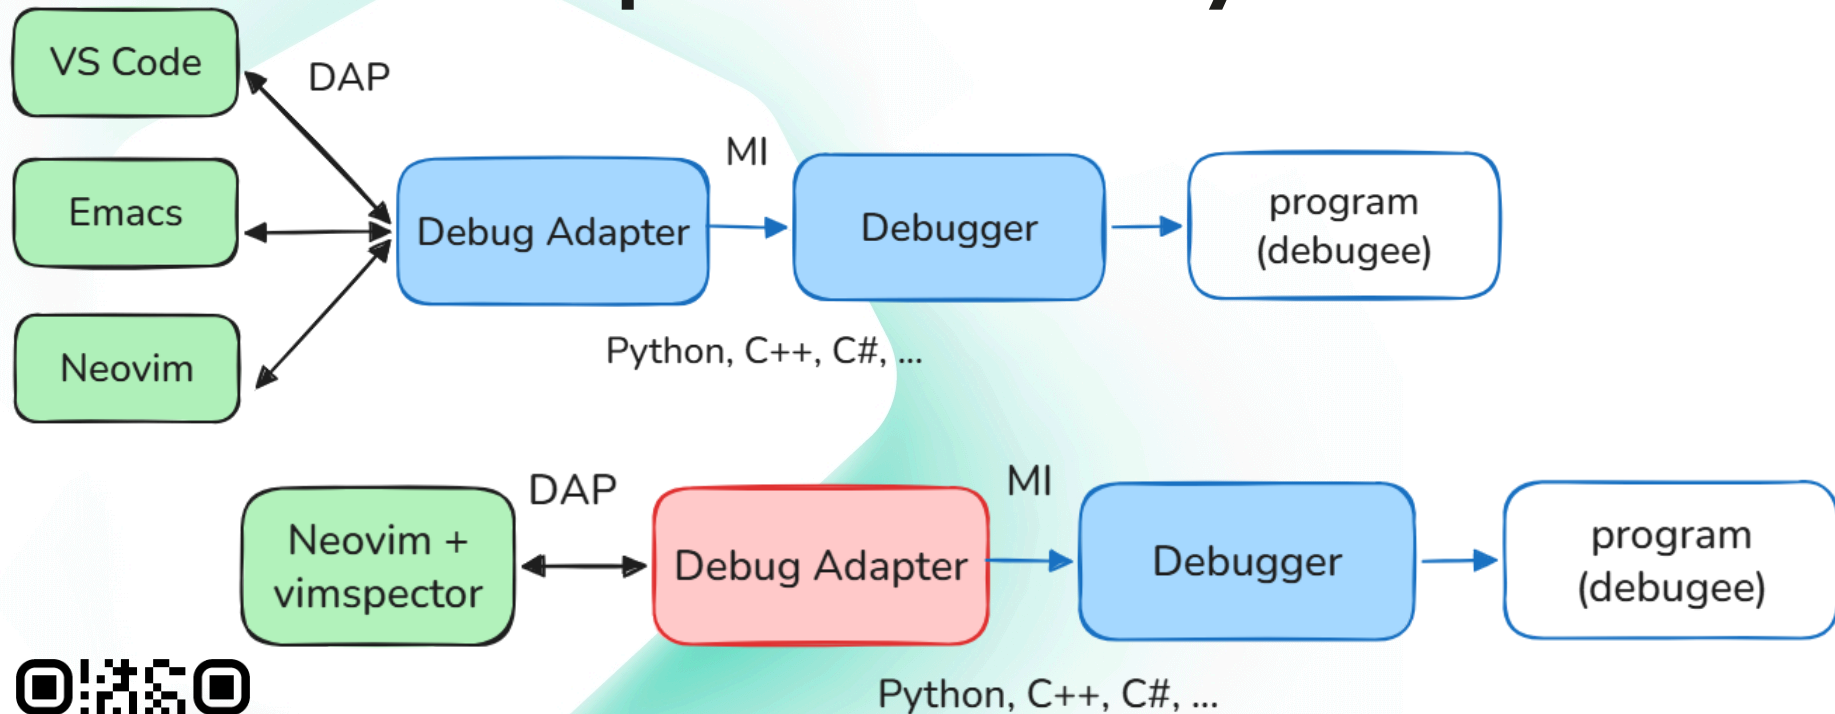 VS Code
DAP
Emacs
Neovim
Debug Adapter
MI
Debugger
program
(debugee)
Python, C++, C#, ...
Neovim +
vimspector
DAP
Debug Adapter
MI
Debugger
program
(debugee)
Python, C++, C#, ...